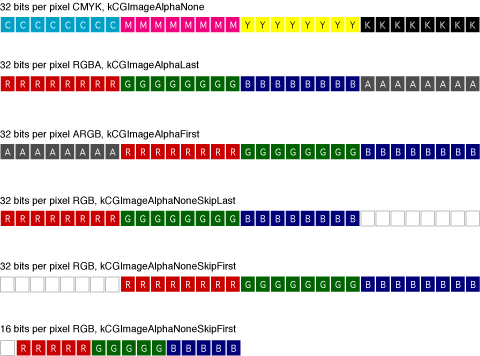 32 bits per pixel CMYK, kCGImageAlphaNone
C C C C C C C C M M M M M M M M Y Y Y Y Y Y Y Y K K K K K K K K
32 bits per pixel RGBA, kCGImageAlphaLast
R R R R R R R R G G G G G G G G B B B B B B B B A A A A A A A A
32 bits per pixel ARGB, kCGImageAlphaFirst
A A A A A A A A R R R R R R R R G G G G G G G G B B B B B B B B
32 bits per pixel RGB, kCGImageAlphaNoneSkipLast
R R R R R R R R G G G G G G G G B B B B B B B B
32 bits per pixel RGB, kCGImageAlphaNoneSkipFirst
R R R R R R R R G G G G G G G G B B B B B B B B
16 bits per pixel RGB, kCGImageAlphaNoneSkipFirst
R R R R R G G G G G B B B B B